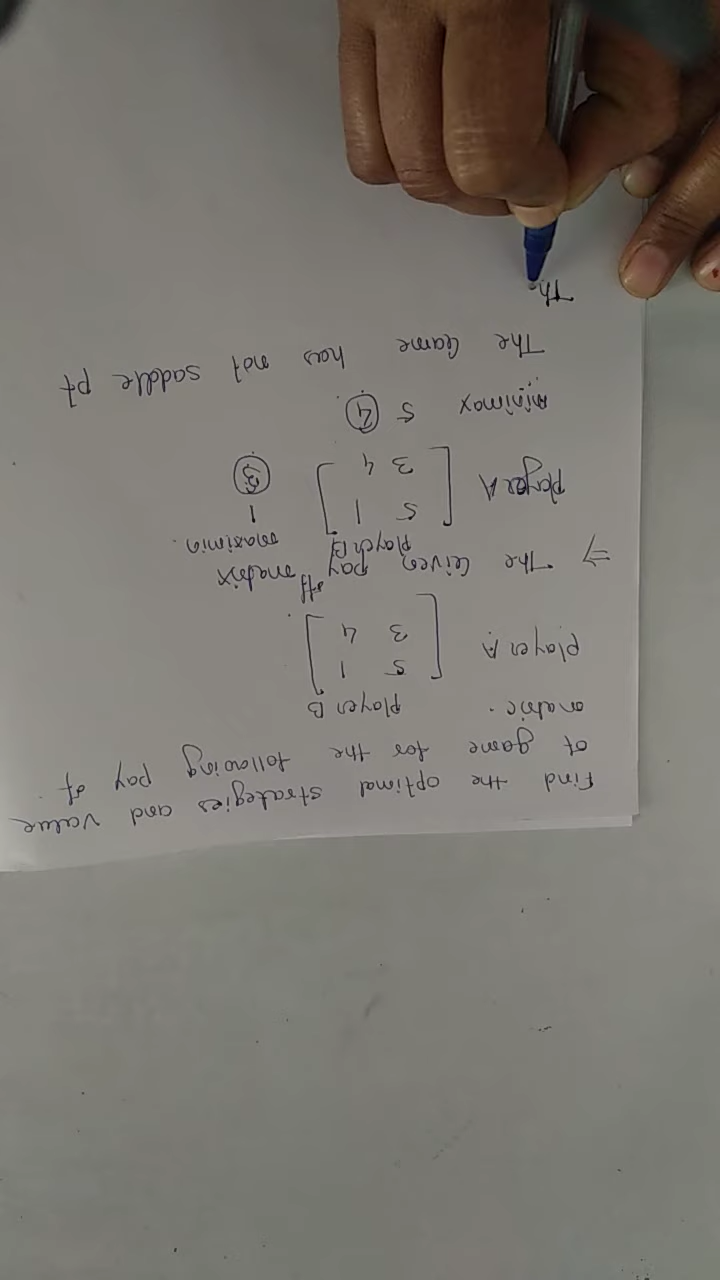 Find the optimal strategies and value
of game for the following pay of
matric. Player B
5 1
Player A
3 4
⇒ The Given pay off matrix
Player B maximin.
5 1 1
Player A
3 4 3
minimax 5 4
The Game has not saddle pt
Th